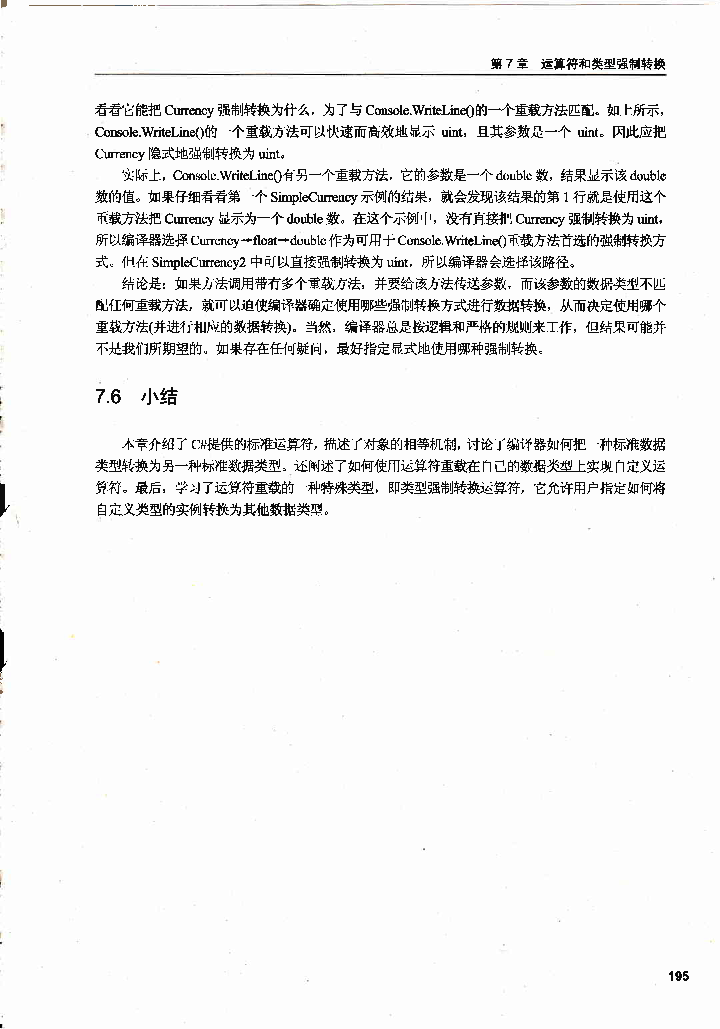 第 7 章 运算符和类型强制转换
看看它能把 Currency 强制转换为什么，为了与 Console.WriteLine()的一个重载方法匹配。如上所示，
Console.WriteLine()的一个重载方法可以快速而高效地显示 uint，且其参数是一个 uint。因此应把
Currency 隐式地强制转换为 uint。
实际上，Console.WriteLine()有另一个重载方法，它的参数是一个 double 数，结果显示该 double
数的值。如果仔细看看第一个 SimpleCurrency 示例的结果，就会发现该结果的第 1 行就是使用这个
重载方法把 Currency 显示为一个 double 数。在这个示例中，没有直接把 Currency 强制转换为 uint，
所以编译器选择 Currency→float→double 作为可用于 Console.WriteLine()重载方法首选的强制转换方
式。但在 SimpleCurrency2 中可以直接强制转换为 uint，所以编译器会选择该路径。
结论是：如果方法调用带有多个重载方法，并要给该方法传送参数，而该参数的数据类型不匹
配任何重载方法，就可以迫使编译器确定使用哪些强制转换方式进行数据转换，从而决定使用哪个
重载方法(并进行相应的数据转换)。当然，编译器总是按逻辑和严格的规则来工作，但结果可能并
不是我们所期望的。如果存在任何疑问，最好指定显式地使用哪种强制转换。
7.6 小结
本章介绍了 C#提供的标准运算符，描述了对象的相等机制，讨论了编译器如何把一种标准数据
类型转换为另一种标准数据类型。还阐述了如何使用运算符重载在自己的数据类型上实现自定义运
算符。最后，学习了运算符重载的一种特殊类型，即类型强制转换运算符，它允许用户指定如何将
自定义类型的实例转换为其他数据类型。
195